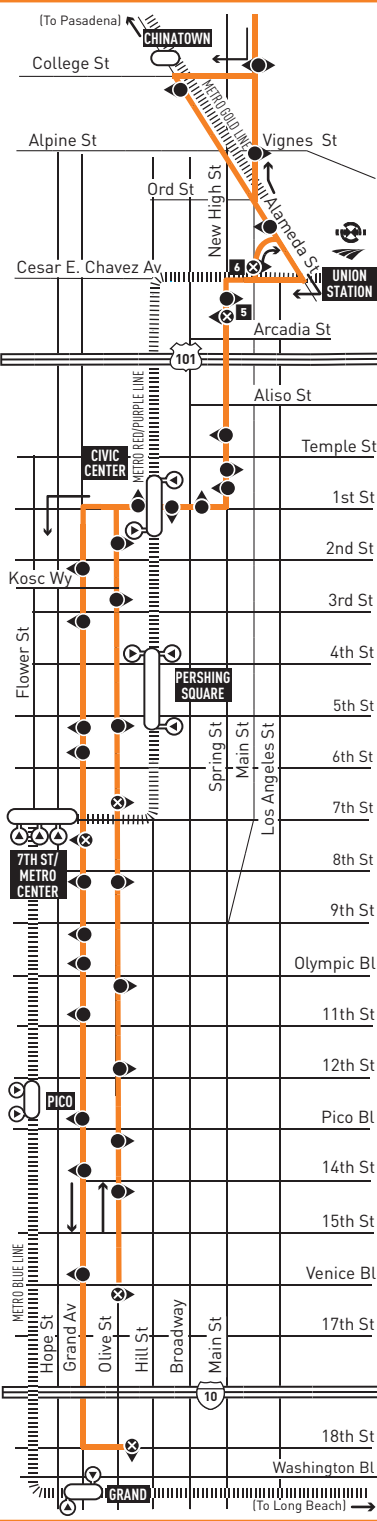 (To Pasadena)
CHINATOWN
College St
METRO GOLD LINE
Alpine St
Vignes St
Ord St
New High St
Alameda St
Cesar E. Chavez Av
6
UNION
STATION
5
Arcadia St
101
METRO RED/PURPLE LINE
Aliso St
CIVIC
CENTER
Temple St
1st St
2nd St
Kosc Wy
3rd St
Flower St
4th St
PERSHING
SQUARE
5th St
Spring St
Main St
Los Angeles St
6th St
7th St
7TH ST/
METRO
CENTER
8th St
9th St
Olympic Bl
11th St
12th St
PICO
Pico Bl
14th St
15th St
METRO BLUE LINE
Venice Bl
Hope St
Grand Av
Olive St
Hill St
Broadway
Main St
17th St
10
18th St
Washington Bl
GRAND
(To Long Beach)